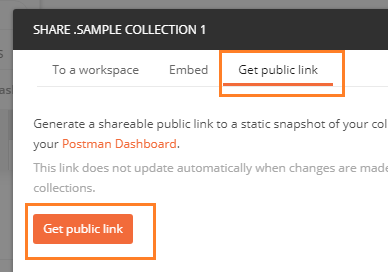 SHARE .SAMPLE COLLECTION 1
To a workspace Embed Get public link
Generate a shareable public link to a static snapshot of your col
your Postman Dashboard.
This link does not update automatically when changes are made
collections.
Get public link